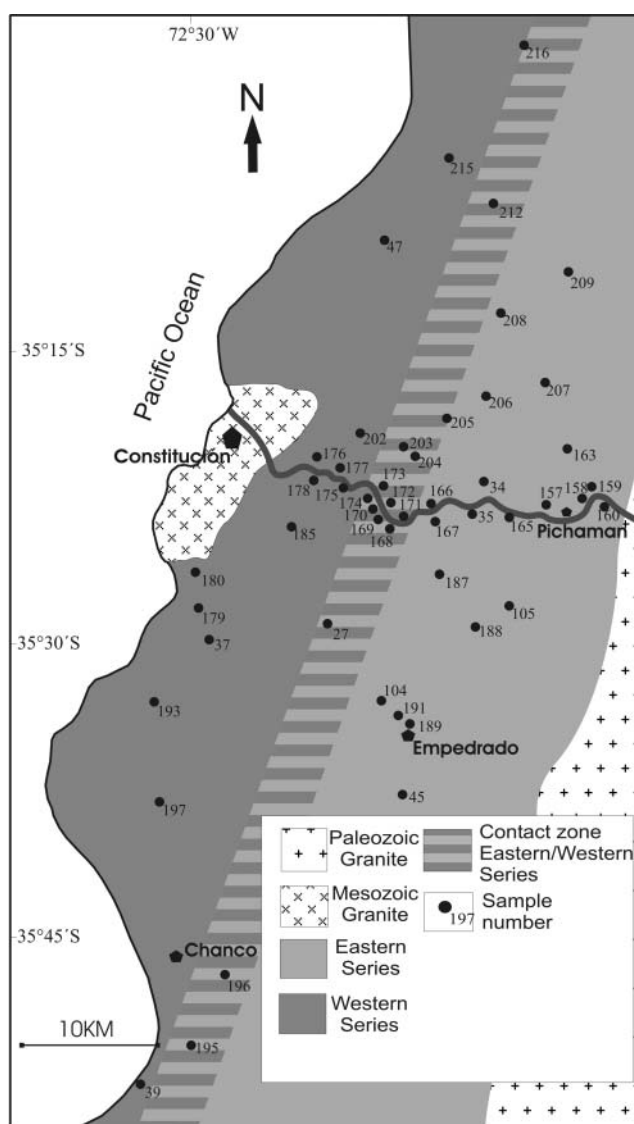 72°30'W
216
N
215
212
47
209
208
Pacific Ocean
35°15´S
207
206
205
202
203
Constitución
176
204
163
177
173
178
175
172
166
34
158
159
174
171
157
170
160
185
169
167
35
165
Pichaman
168
180
187
179
105
27
188
37
35°30´S
104
193
191
189
Empedrado
197
45
Paleozoic
Granite
Contact zone
Eastern/Western
Series
Mesozoic
Granite
197
Sample
number
Eastern
Series
Western
Series
35°45´S
Chanco
196
10KM
195
39